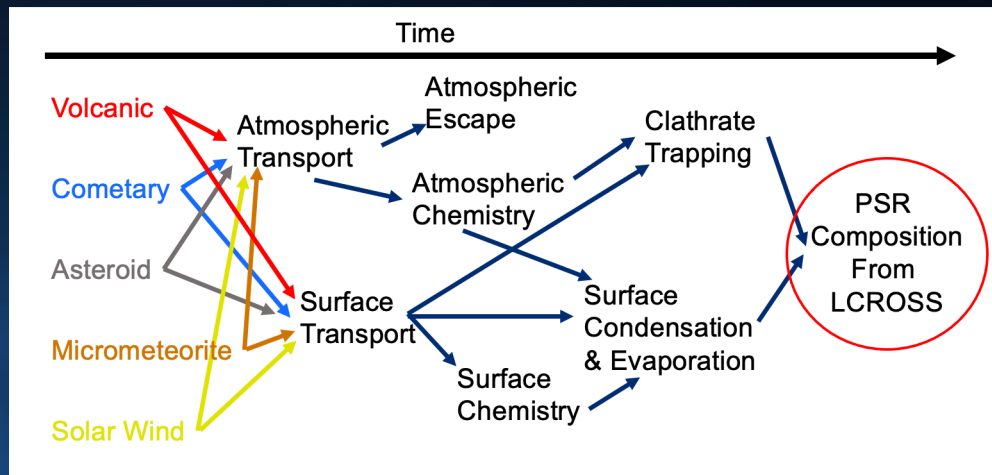 Time
Volcanic
Cometary
Asteroid
Micrometeorite
Solar Wind
Atmospheric
Transport
Surface
Transport
Atmospheric
Escape
Atmospheric
Chemistry
Surface
Chemistry
Clathrate
Trapping
Surface
Condensation
& Evaporation
PSR
Composition
From
LCROSS